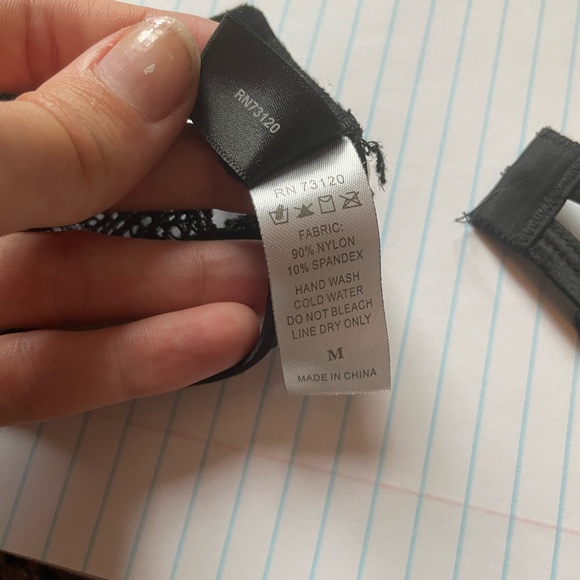 RN73120
RN 73120
FABRIC:
90% NYLON
10% SPANDEX
HAND WASH
COLD WATER
DO NOT BLEACH
LINE DRY ONLY
M
MADE IN CHINA